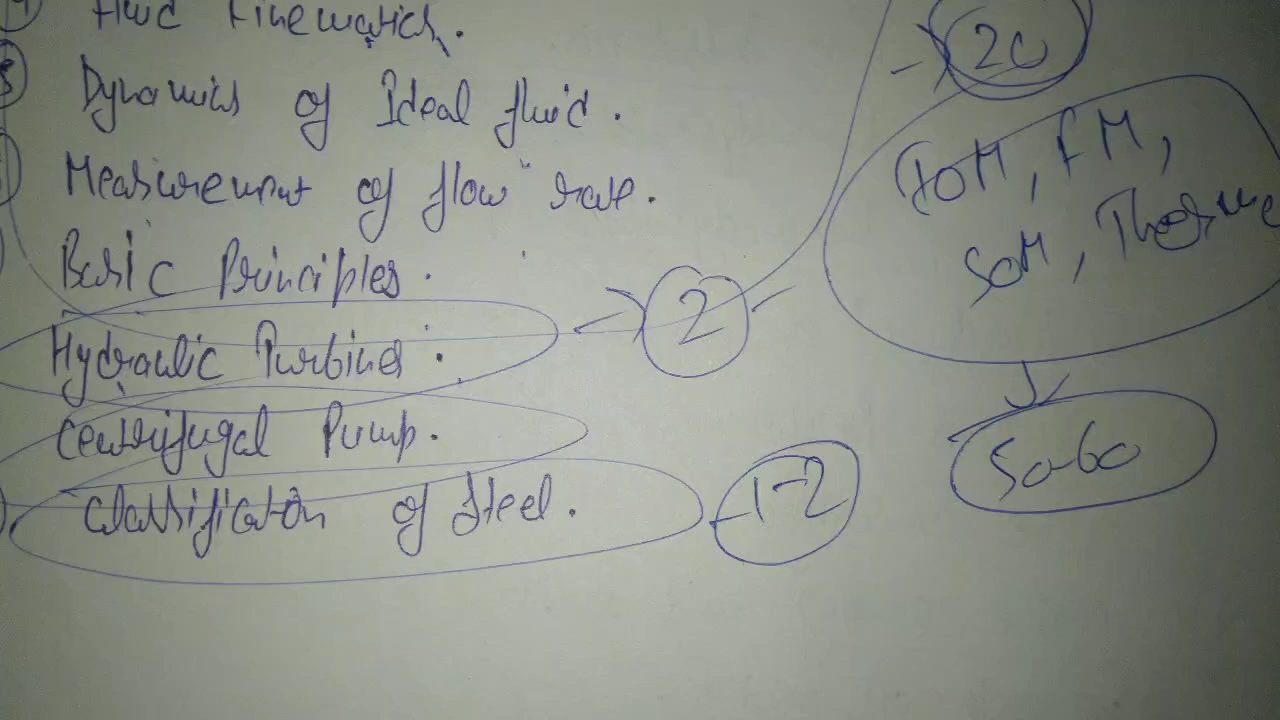 Fluid Kinematics.
Dynamics of Ideal fluid.
Measurement of flow rate.
Basic Principles.
Hydraulic Turbines.
Centrifugal Pump.
Classification of Steel.
20
TOM, FM,
SOM, Thermo
50-60
2
1-2